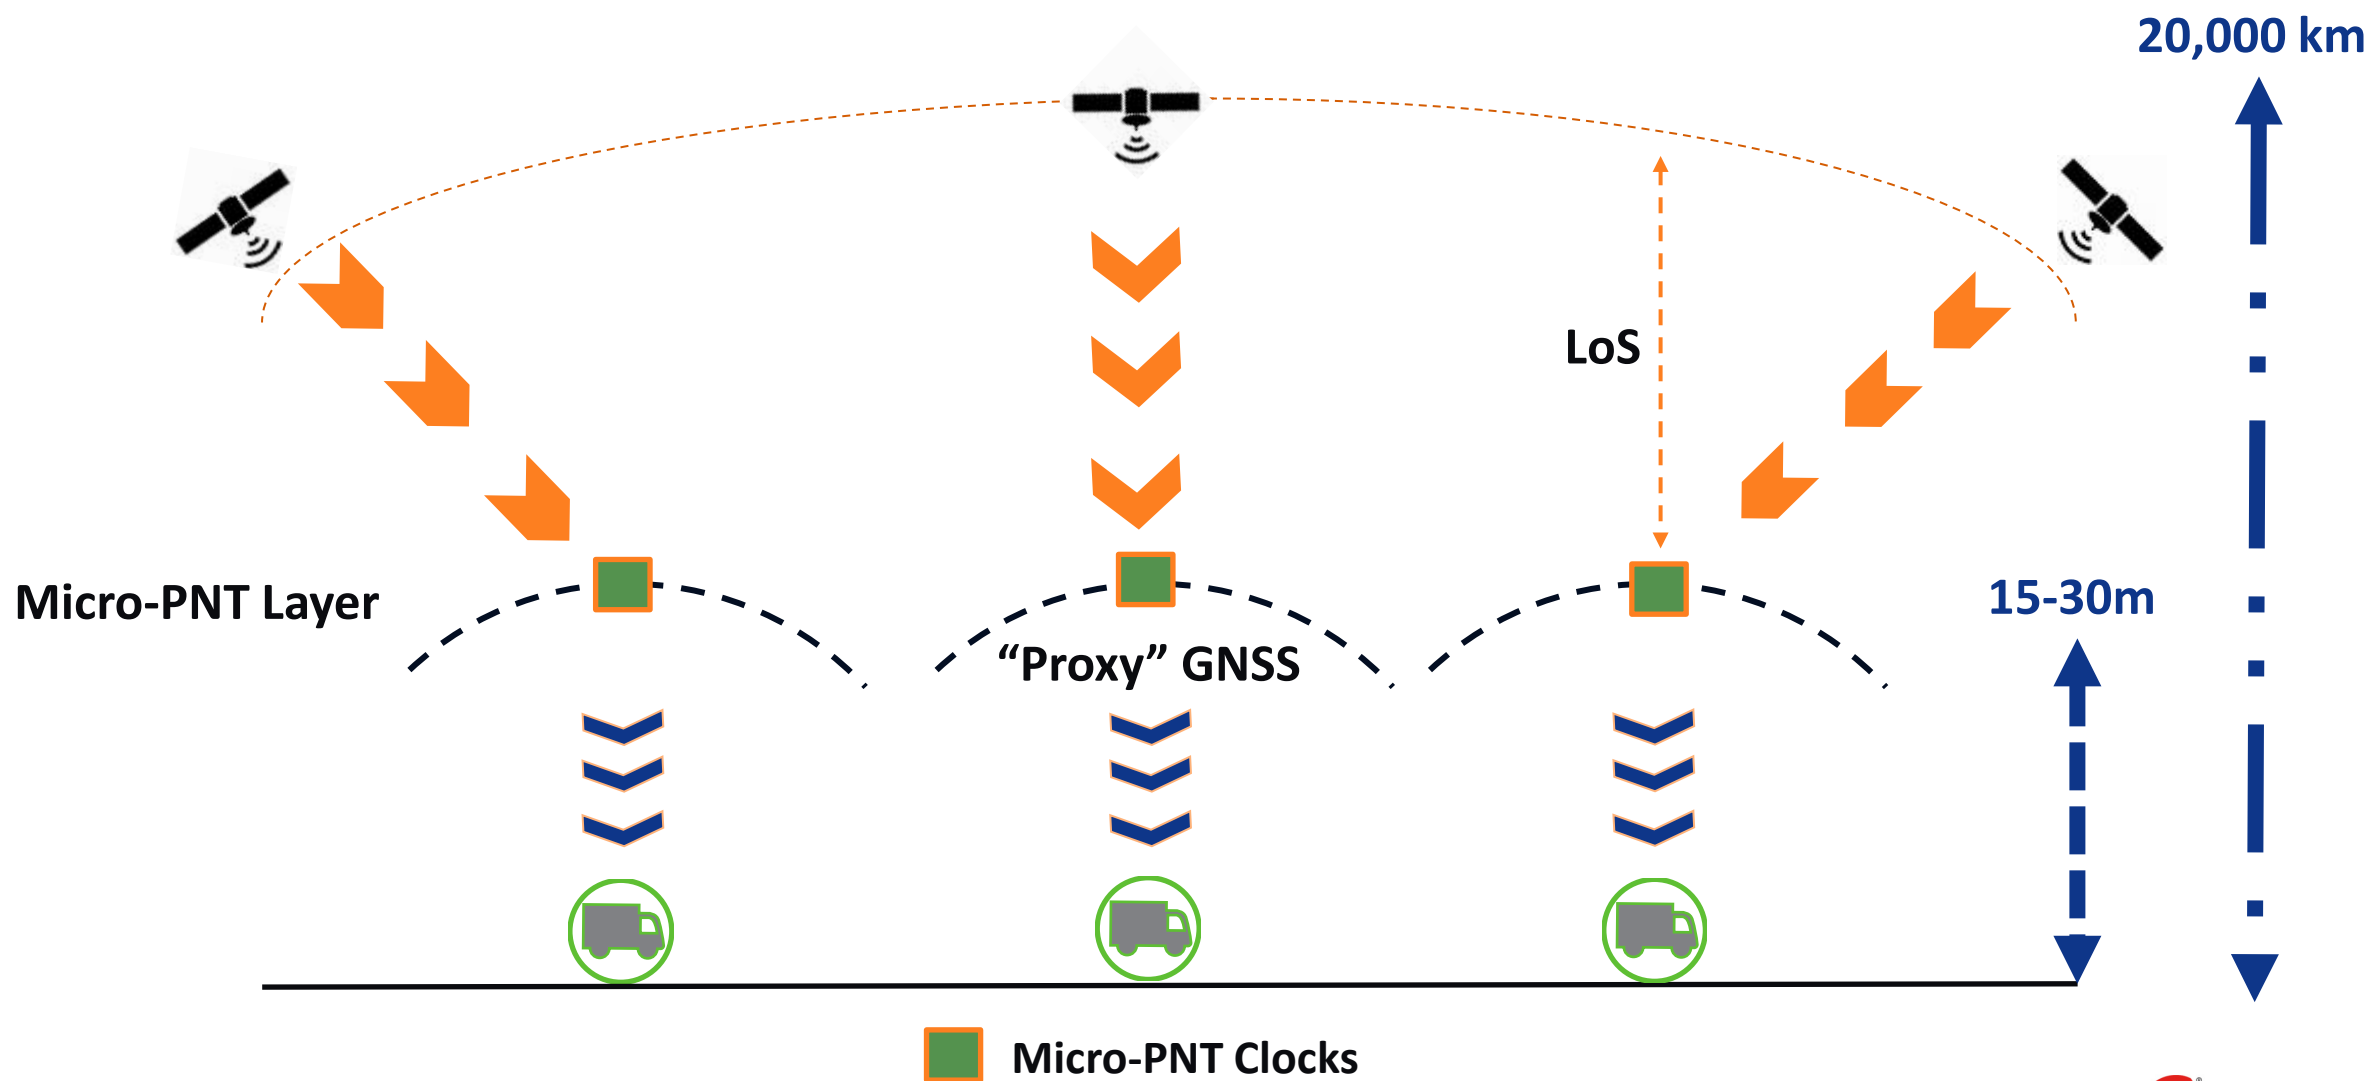 20,000 km
LoS
Micro-PNT Layer
15-30m
“Proxy” GNSS
Micro-PNT Clocks
®